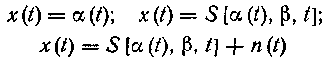 x(t) = α(t); x(t) = S [α(t), β, t];
x(t) = S [α(t), β, t] + n(t)